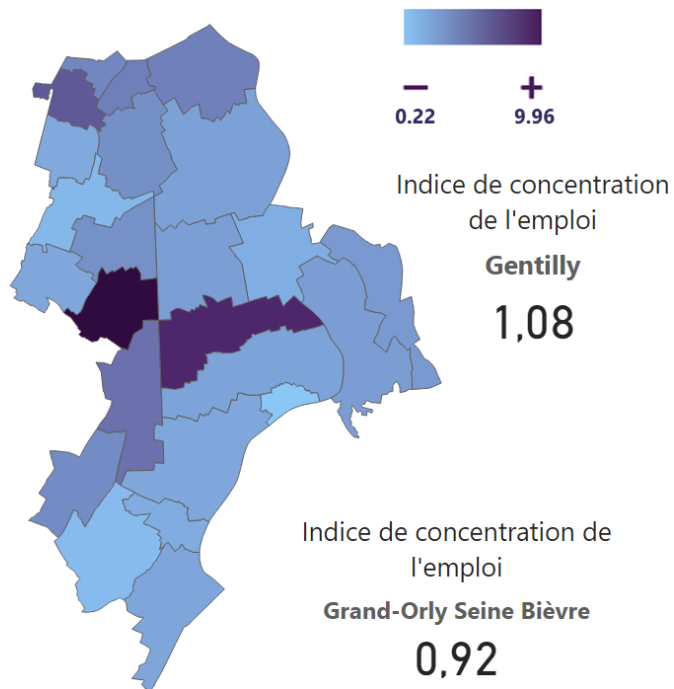 − +
0.22 9.96
Indice de concentration
de l'emploi
Gentilly
1,08
Indice de concentration de
l'emploi
Grand-Orly Seine Bièvre
0,92